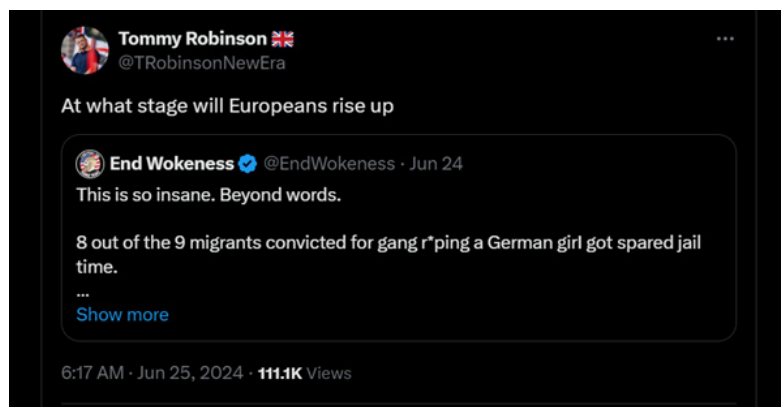 Tommy Robinson 🇬🇧
@TRobinsonNewEra
At what stage will Europeans rise up
End Wokeness @EndWokeness · Jun 24
This is so insane. Beyond words.
8 out of the 9 migrants convicted for gang r*ping a German girl got spared jail
time.
...
Show more
6:17 AM · Jun 25, 2024 · 111.1K Views